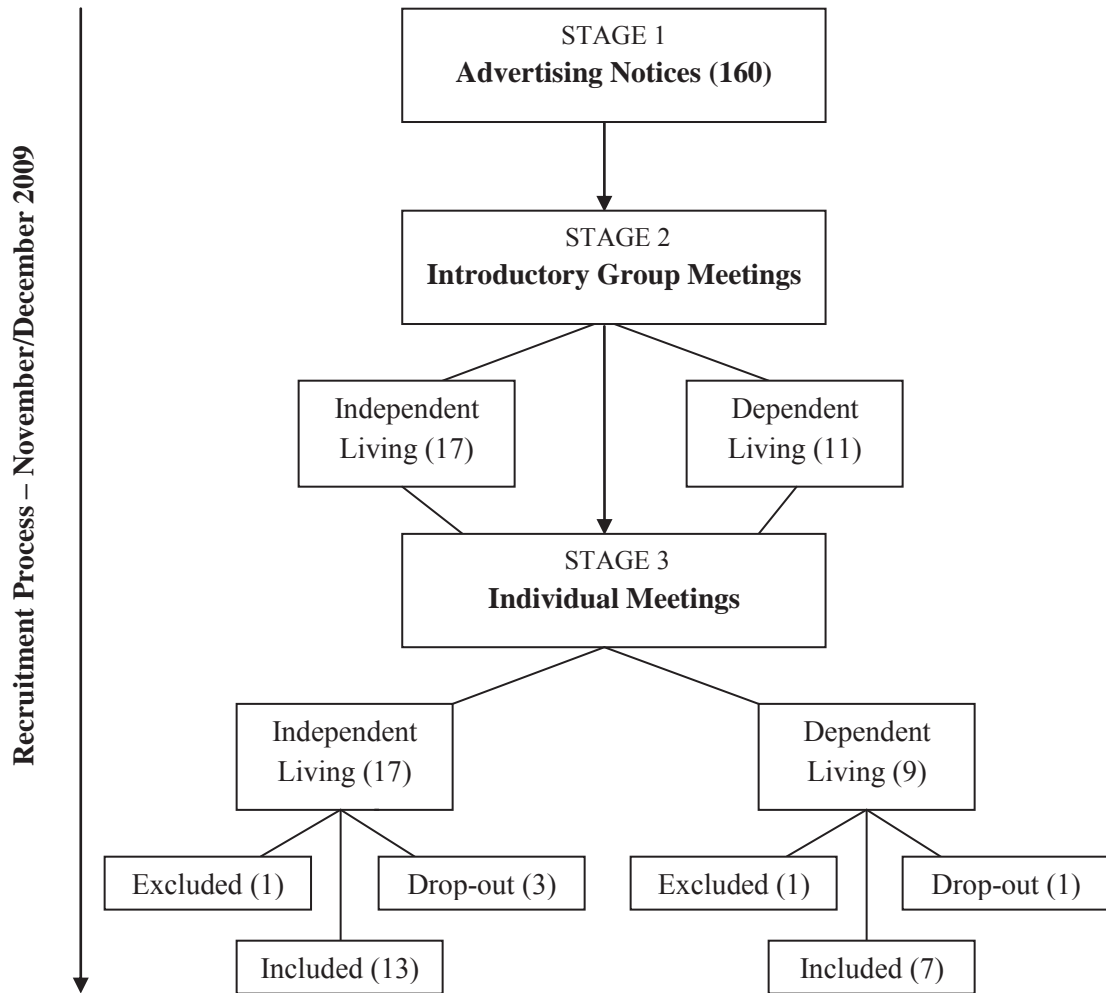 Recruitment Process – November/December 2009
STAGE 1
Advertising Notices (160)
STAGE 2
Introductory Group Meetings
Independent
Living (17)
Dependent
Living (11)
STAGE 3
Individual Meetings
Independent
Living (17)
Dependent
Living (9)
Excluded (1)
Drop-out (3)
Excluded (1)
Drop-out (1)
Included (13)
Included (7)